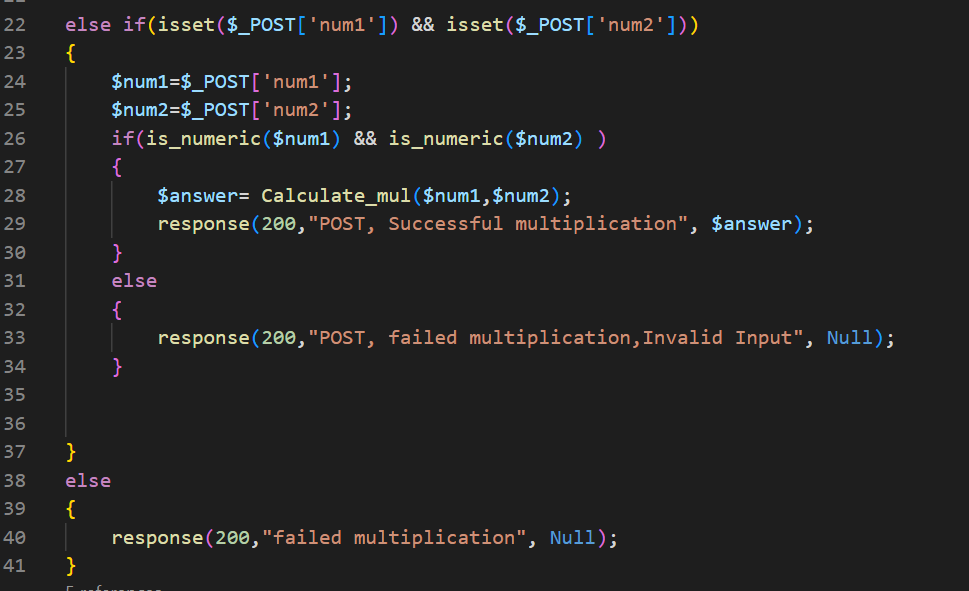 22 else if(isset($_POST['num1']) && isset($_POST['num2']))
23 {
24 $num1=$_POST['num1'];
25 $num2=$_POST['num2'];
26 if(is_numeric($num1) && is_numeric($num2) )
27 {
28 $answer= Calculate_mul($num1,$num2);
29 response(200,"POST, Successful multiplication", $answer);
30 }
31 else
32 {
33 response(200,"POST, failed multiplication,Invalid Input", Null);
34 }
35
36
37 }
38 else
39 {
40 response(200,"failed multiplication", Null);
41 }